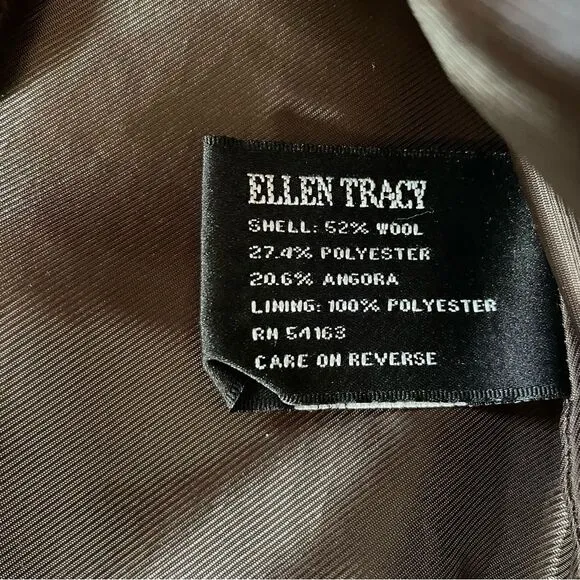 ELLEN TRACY
SHELL: 52% WOOL
27.4% POLYESTER
20.6% ANGORA
LINING: 100% POLYESTER
RN 54163
CARE ON REVERSE